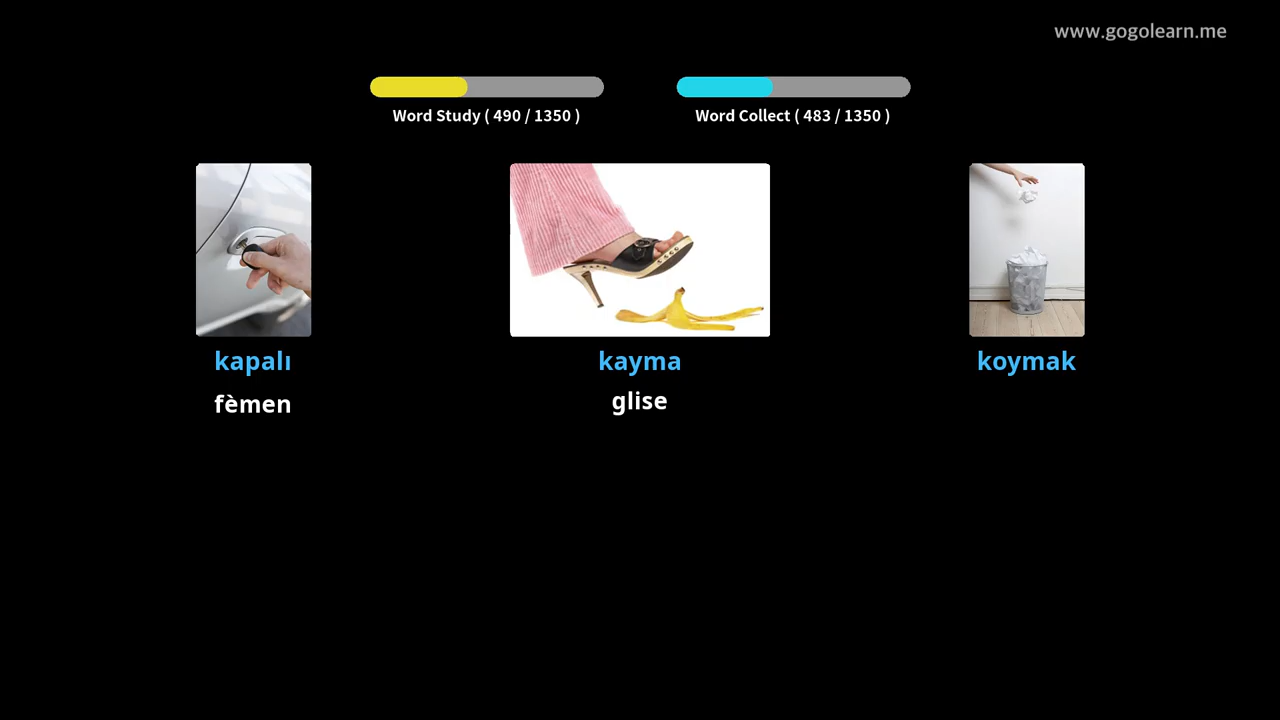 www.gogolearn.me
Word Study ( 490 / 1350 )
Word Collect ( 483 / 1350 )
kapalı
kayma
koymak
fèmen
glise